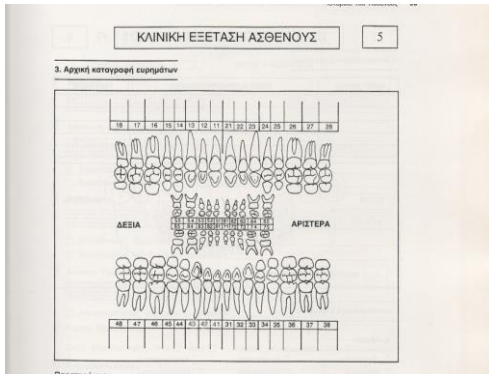 ΚΛΙΝΙΚΗ ΕΞΕΤΑΣΗ ΑΣΘΕΝΟΥΣ 5
3. Αρχική καταγραφή ευρημάτων
18 17 16 15 14 13 12 11 21 22 23 24 25 26 27 28
ΔΕΞΙΑ ΑΡΙΣΤΕΡΑ
48 47 46 45 44 43 42 41 31 32 33 34 35 36 37 38